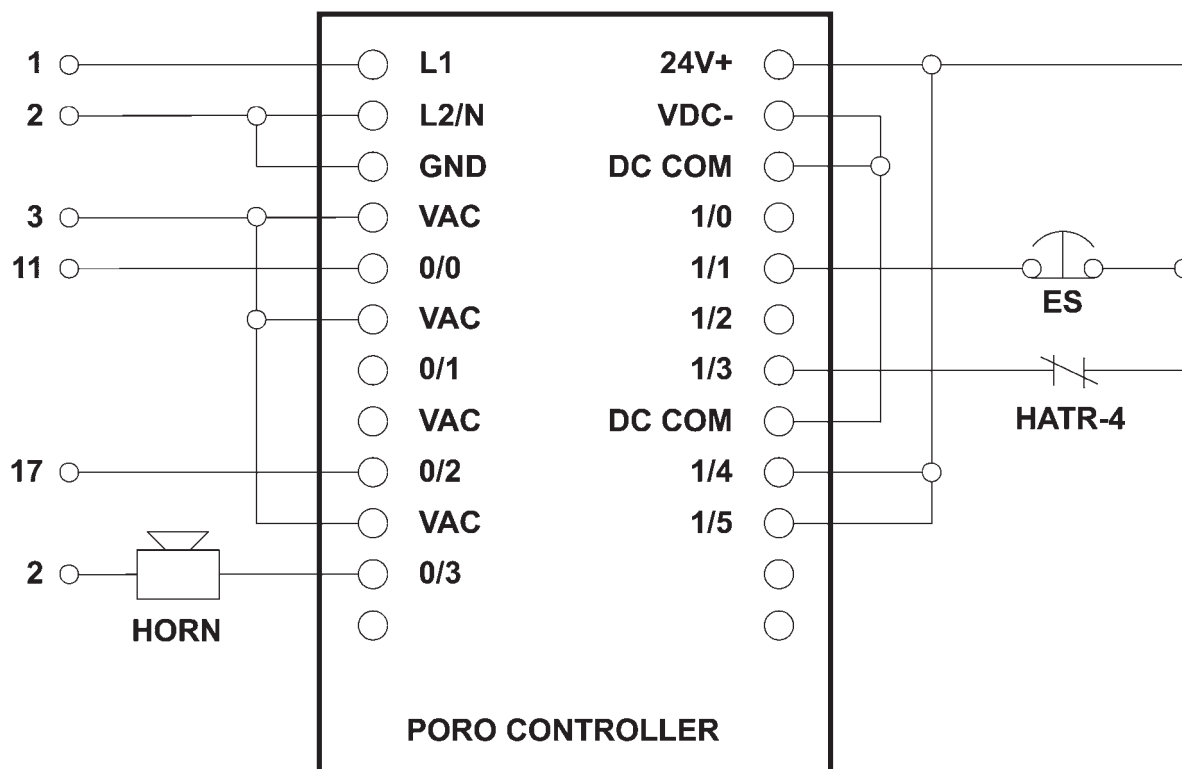 1 L1 24V+
2 L2/N VDC-
GND DC COM
3 VAC 1/0
11 0/0 1/1
ES
VAC 1/2
0/1 1/3
HATR-4
VAC DC COM
17 0/2 1/4
VAC 1/5
2 0/3
HORN
PORO CONTROLLER